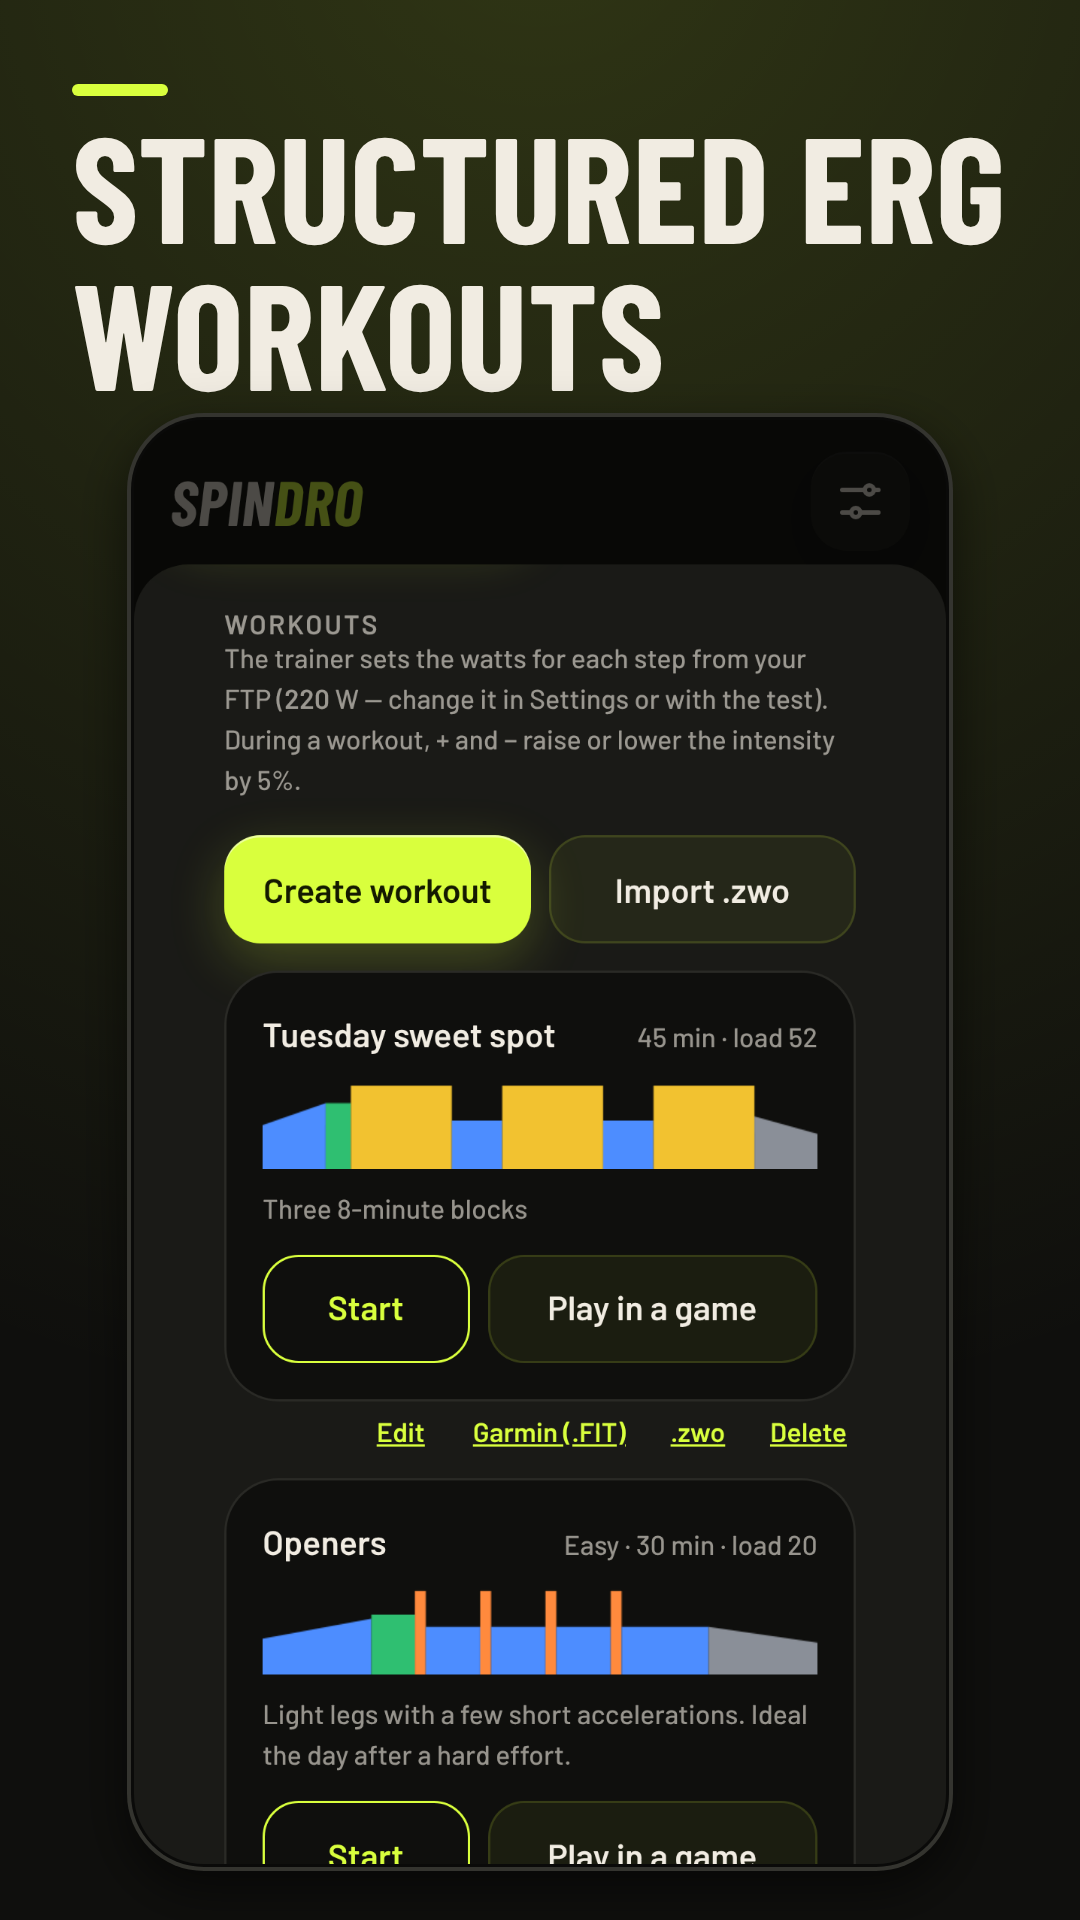 STRUCTURED ERG
WORKOUTS
SPINDRO
WORKOUTS
The trainer sets the watts for each step from your
FTP (220 W — change it in Settings or with the test).
During a workout, + and – raise or lower the intensity
by 5%.
Create workout
Import .zwo
Tuesday sweet spot
45 min · load 52
Three 8-minute blocks
Start
Play in a game
Edit
Garmin (.FIT)
.zwo
Delete
Openers
Easy · 30 min · load 20
Light legs with a few short accelerations. Ideal
the day after a hard effort.
Start
Play in a game